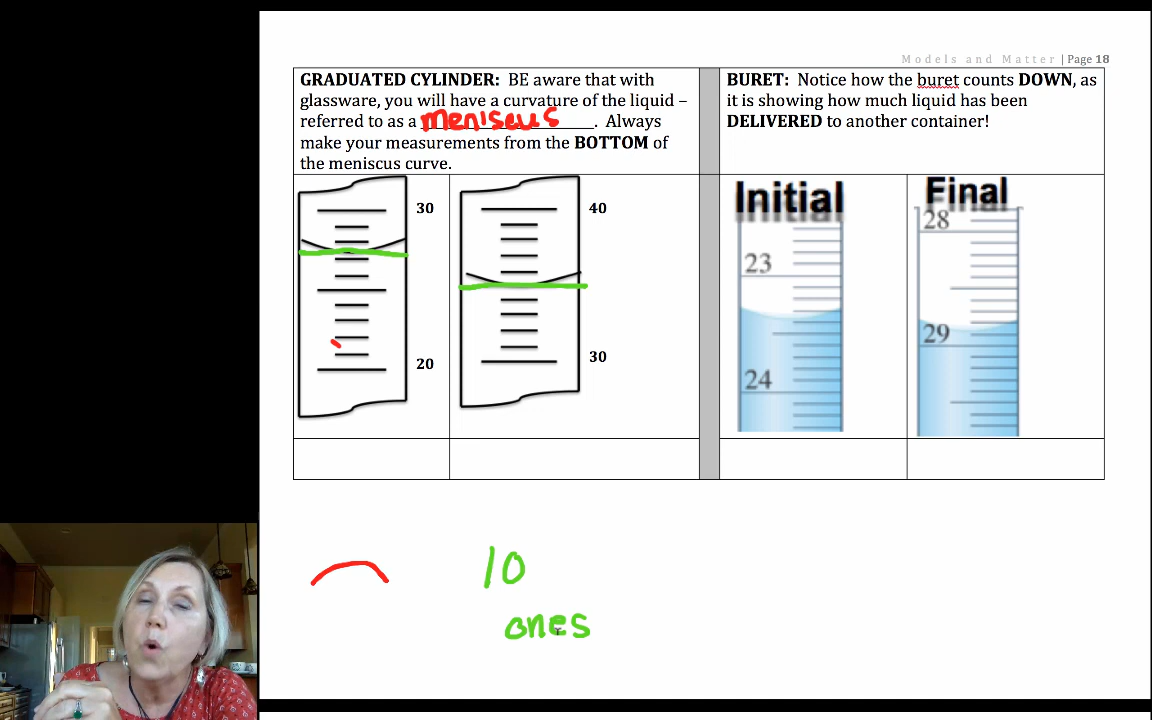 Models and Matter | Page 18
GRADUATED CYLINDER: BE aware that with
glassware, you will have a curvature of the liquid –
referred to as a meniscus. Always
make your measurements from the BOTTOM of
the meniscus curve.
BURET: Notice how the buret counts DOWN, as
it is showing how much liquid has been
DELIVERED to another container!
30
20
40
30
Initial
23
24
Final
28
29
10
ones